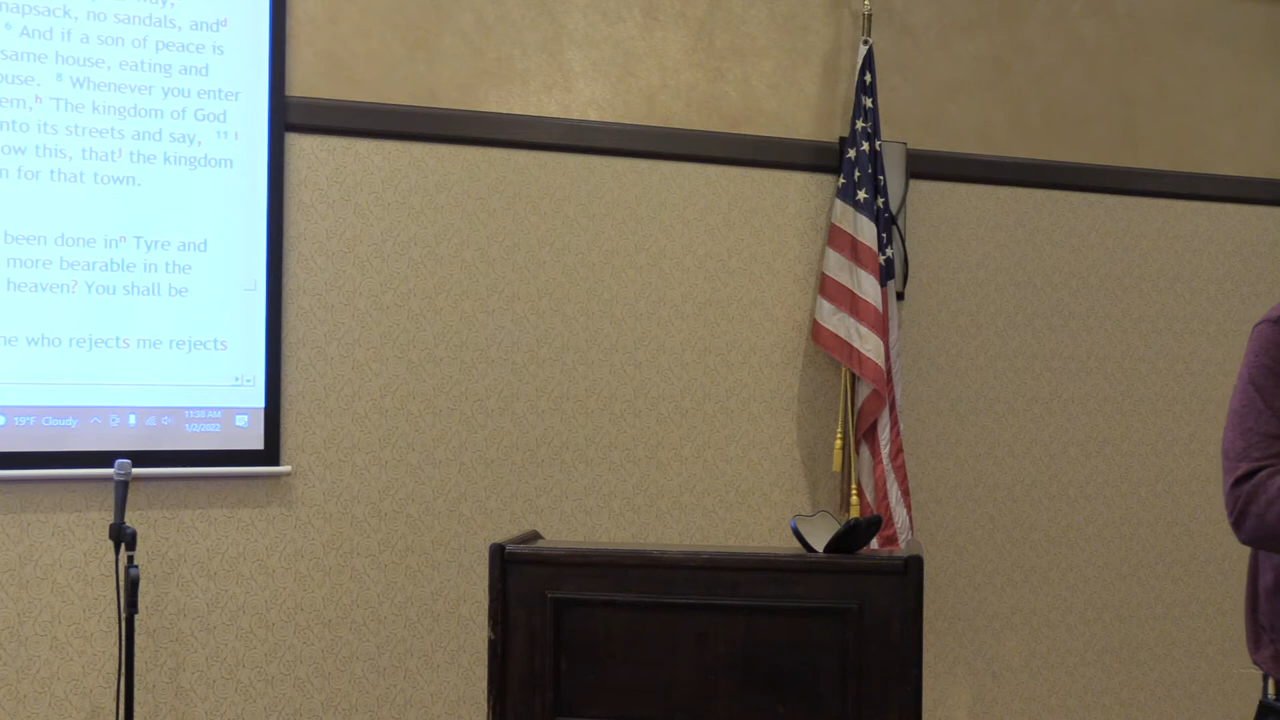 way,
napsack, no sandals, and d
6 And if a son of peace is
same house, eating and
ouse. 8 Whenever you enter
em, h 'The kingdom of God
nto its streets and say, 11 i
ow this, that j the kingdom
n for that town.
been done in n Tyre and
more bearable in the
heaven? You shall be
ne who rejects me rejects
19°F Cloudy
11:38 AM
1/2/2022